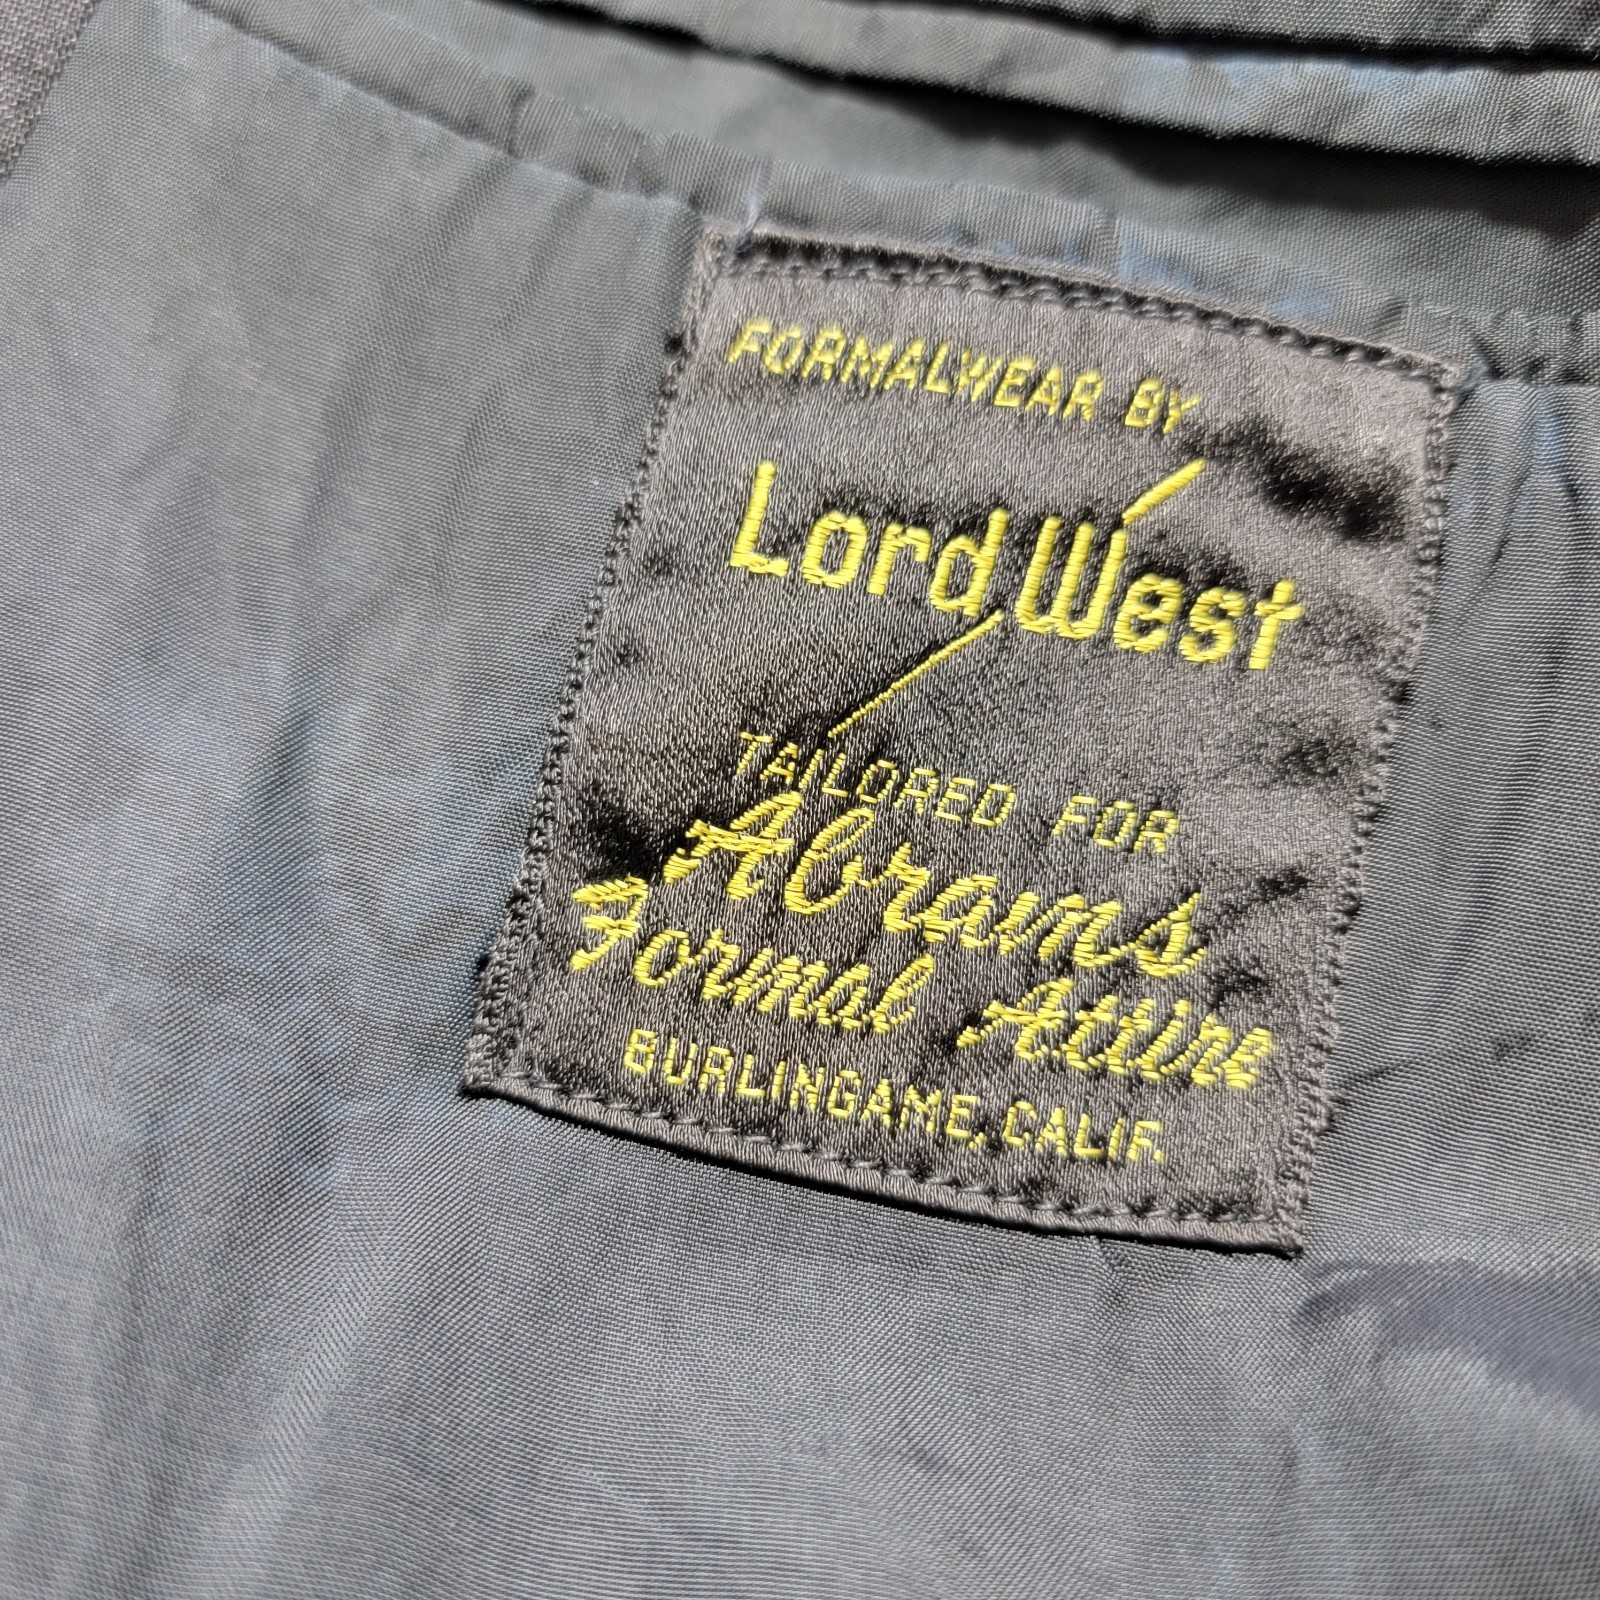 FORMALWEAR BY
Lord West
TAILORED FOR
Abrams
Formal Attire
BURLINGAME, CALIF.